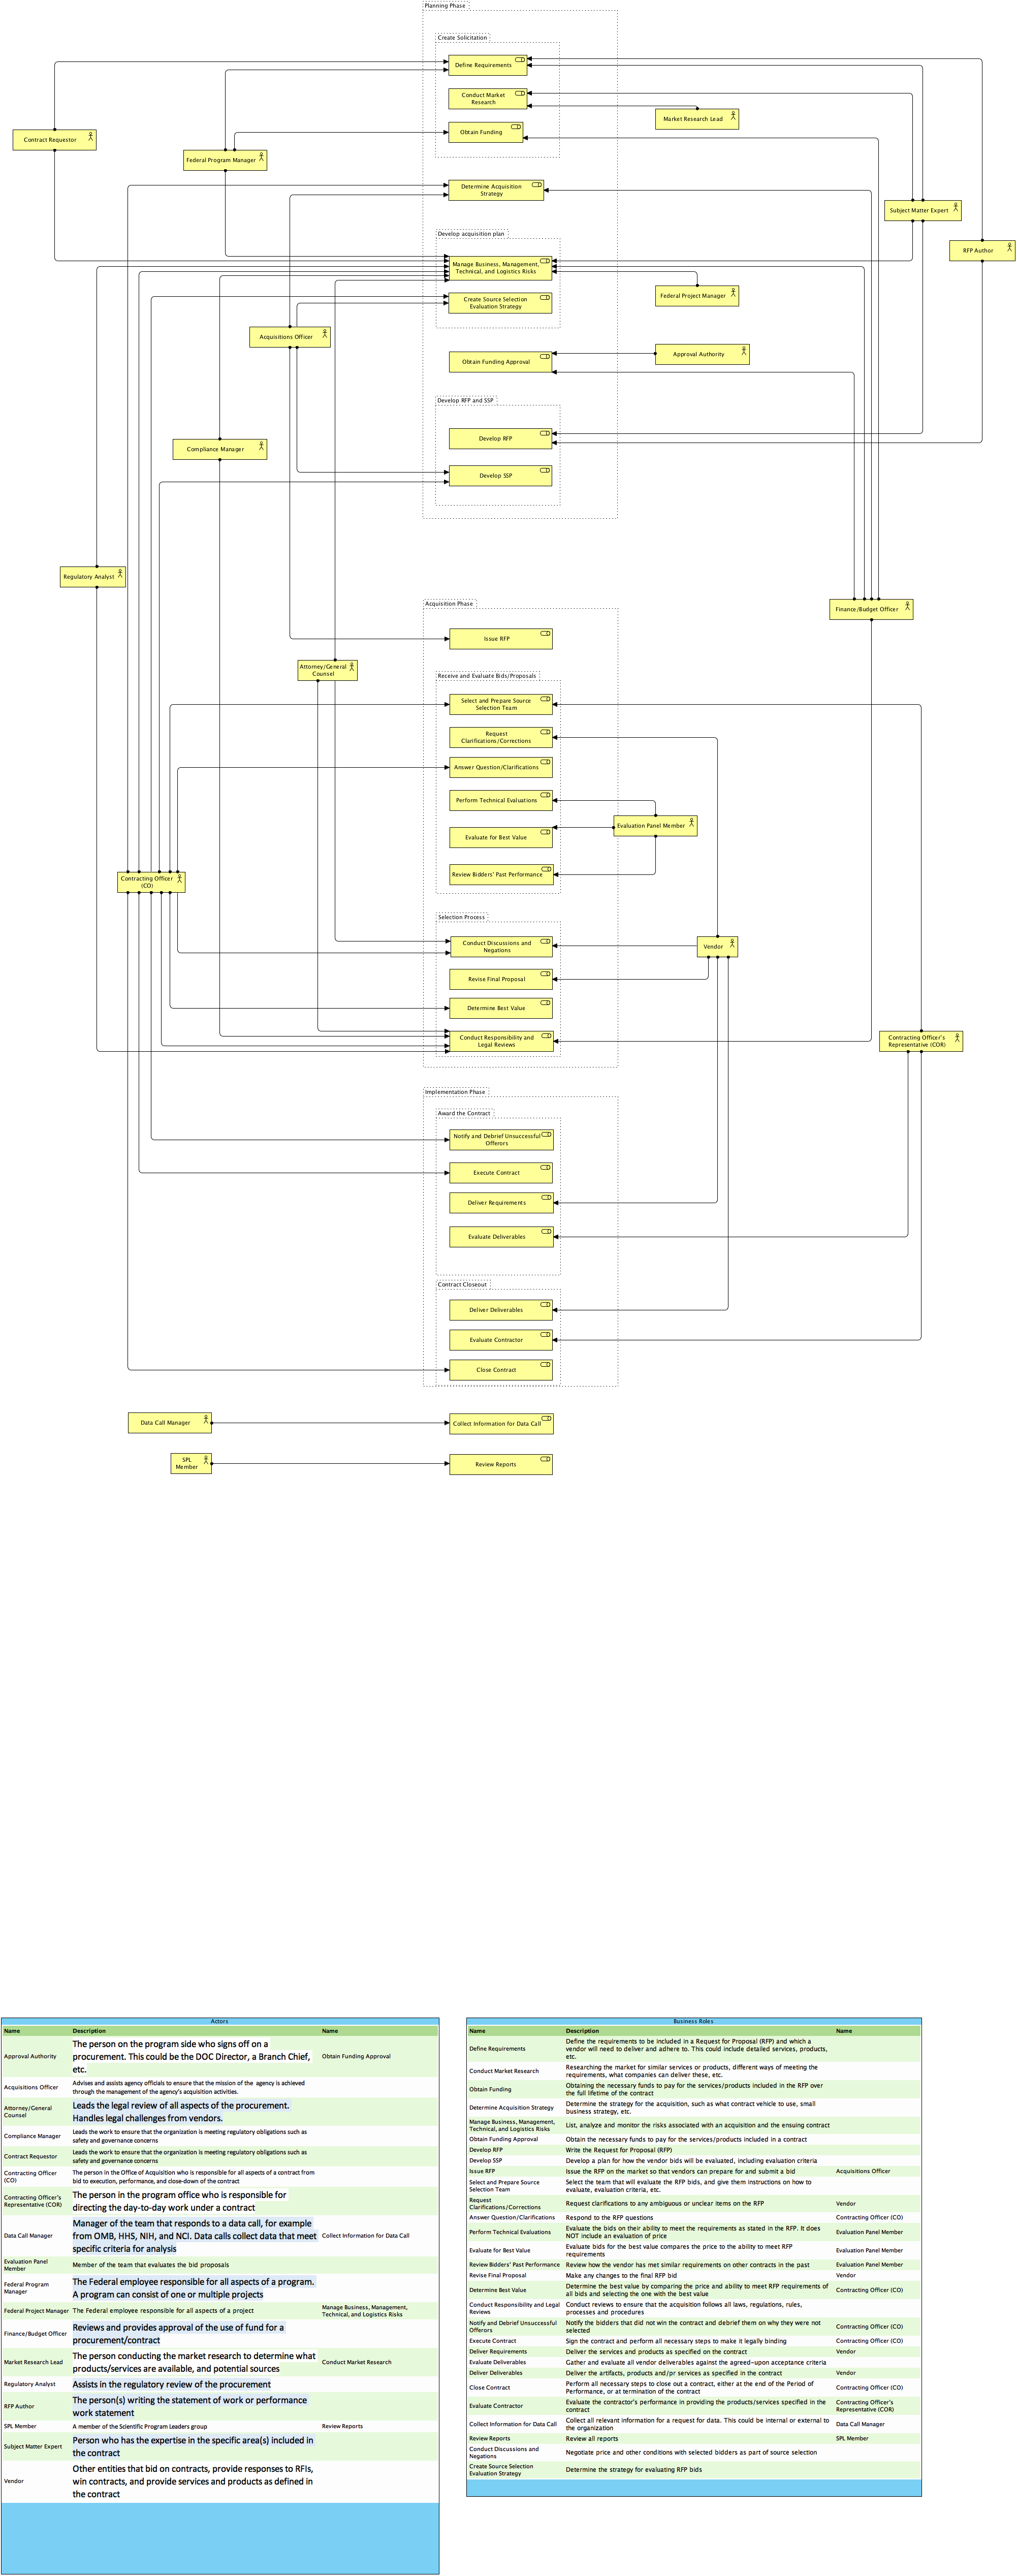 Planning Phase
Create Solicitation
Define Requirements
Conduct Market
Research
Market Research Lead
Obtain Funding
Contract Requestor
Federal Program Manager
Determine Acquisition
Strategy
Subject Matter Expert
Develop acquisition plan
RFP Author
Manage Business, Management,
Technical, and Logistics Risks
Federal Project Manager
Create Source Selection
Evaluation Strategy
Acquisitions Officer
Obtain Funding Approval
Approval Authority
Develop RFP and SSP
Develop RFP
Compliance Manager
Develop SSP
Regulatory Analyst
Acquisition Phase
Finance/Budget Officer
Issue RFP
Attorney/General
Counsel
Receive and Evaluate Bids/Proposals
Select and Prepare Source
Selection Team
Request
Clarifications/Corrections
Answer Question/Clarifications
Perform Technical Evaluations
Evaluation Panel Member
Evaluate for Best Value
Review Bidders' Past Performance
Contracting Officer
(CO)
Selection Process
Conduct Discussions and
Negations
Vendor
Revise Final Proposal
Determine Best Value
Conduct Responsibility and
Legal Reviews
Contracting Officer's
Representative (COR)
Implementation Phase
Award the Contract
Notify and Debrief Unsuccessful
Offerors
Execute Contract
Deliver Requirements
Evaluate Deliverables
Contract Closeout
Deliver Deliverables
Evaluate Contractor
Close Contract
Data Call Manager
Collect Information for Data Call
SPL
Member
Review Reports
Actors
Name Description Name
Approval Authority
The person on the program side who signs off on a
procurement. This could be the DOC Director, a Branch Chief,
etc.
Obtain Funding Approval
Acquisitions Officer
Advises and assists agency officials to ensure that the mission of the agency is achieved
through the management of the agency's acquisition activities.
Attorney/General
Counsel
Leads the legal review of all aspects of the procurement.
Handles legal challenges from vendors.
Compliance Manager
Leads the work to ensure that the organization is meeting regulatory obligations such as
safety and governance concerns
Contract Requestor
Leads the work to ensure that the organization is meeting regulatory obligations such as
safety and governance concerns
Contracting Officer
(CO)
The person in the Office of Acquisition who is responsible for all aspects of a contract from
bid to execution, performance, and close-down of the contract
Contracting Officer's
Representative (COR)
The person in the program office who is responsible for
directing the day-to-day work under a contract
Data Call Manager
Manager of the team that responds to a data call, for example
from OMB, HHS, NIH, and NCI. Data calls collect data that meet
specific criteria for analysis
Collect Information for Data Call
Evaluation Panel
Member
Member of the team that evaluates the bid proposals
Federal Program
Manager
The Federal employee responsible for all aspects of a program.
A program can consist of one or multiple projects
Federal Project Manager
The Federal employee responsible for all aspects of a project
Manage Business, Management,
Technical, and Logistics Risks
Finance/Budget Officer
Reviews and provides approval of the use of fund for a
procurement/contract
Market Research Lead
The person conducting the market research to determine what
products/services are available, and potential sources
Conduct Market Research
Regulatory Analyst
Assists in the regulatory review of the procurement
RFP Author
The person(s) writing the statement of work or performance
work statement
SPL Member
A member of the Scientific Program Leaders group
Review Reports
Subject Matter Expert
Person who has the expertise in the specific area(s) included in
the contract
Vendor
Other entities that bid on contracts, provide responses to RFIs,
win contracts, and provide services and products as defined in
the contract
Business Roles
Name Description Name
Define Requirements
Define the requirements to be included in a Request for Proposal (RFP) and which a
vendor will need to deliver and adhere to. This could include detailed services, products,
etc.
Conduct Market Research
Researching the market for similar services or products, different ways of meeting the
requirements, what companies can deliver these, etc.
Obtain Funding
Obtaining the necessary funds to pay for the services/products included in the RFP over
the full lifetime of the contract
Determine Acquisition Strategy
Determine the strategy for the acquisition, such as what contract vehicle to use, small
business strategy, etc.
Manage Business, Management,
Technical, and Logistics Risks
List, analyze and monitor the risks associated with an acquisition and the ensuing contract
Obtain Funding Approval
Obtain the necessary funds to pay for the services/products included in a contract
Develop RFP
Write the Request for Proposal (RFP)
Develop SSP
Develop a plan for how the vendor bids will be evaluated, including evaluation criteria
Issue RFP
Issue the RFP on the market so that vendors can prepare for and submit a bid
Acquisitions Officer
Select and Prepare Source
Selection Team
Select the team that will evaluate the RFP bids, and give them instructions on how to
evaluate, evaluation criteria, etc.
Request
Clarifications/Corrections
Request clarifications to any ambiguous or unclear items on the RFP
Vendor
Answer Question/Clarifications
Respond to the RFP questions
Contracting Officer (CO)
Perform Technical Evaluations
Evaluate the bids on their ability to meet the requirements as stated in the RFP. It does
NOT include an evaluation of price
Evaluation Panel Member
Evaluate for Best Value
Evaluate bids for the best value compares the price to the ability to meet RFP
requirements
Evaluation Panel Member
Review Bidders' Past Performance
Review how the vendor has met similar requirements on other contracts in the past
Evaluation Panel Member
Revise Final Proposal
Make any changes to the final RFP bid
Vendor
Determine Best Value
Determine the best value by comparing the price and ability to meet RFP requirements of
all bids and selecting the one with the best value
Contracting Officer (CO)
Conduct Responsibility and Legal
Reviews
Conduct reviews to ensure that the acquisition follows all laws, regulations, rules,
processes and procedures
Notify and Debrief Unsuccessful
Offerors
Notify the bidders that did not win the contract and debrief them on why they were not
selected
Contracting Officer (CO)
Execute Contract
Sign the contract and perform all necessary steps to make it legally binding
Contracting Officer (CO)
Deliver Requirements
Deliver the services and products as specified on the contract
Vendor
Evaluate Deliverables
Gather and evaluate all vendor deliverables against the agreed-upon acceptance criteria
Deliver Deliverables
Deliver the artifacts, products and/pr services as specified in the contract
Vendor
Close Contract
Perform all necessary steps to close out a contract, either at the end of the Period of
Performance, or at termination of the contract
Contracting Officer (CO)
Evaluate Contractor
Evaluate the contractor's performance in providing the products/services specified in the
contract
Contracting Officer's
Representative (COR)
Collect Information for Data Call
Collect all relevant information for a request for data. This could be internal or external to
the organization
Data Call Manager
Review Reports
Review all reports
SPL Member
Conduct Discussions and
Negations
Negotiate price and other conditions with selected bidders as part of source selection
Create Source Selection
Evaluation Strategy
Determine the strategy for evaluating RFP bids